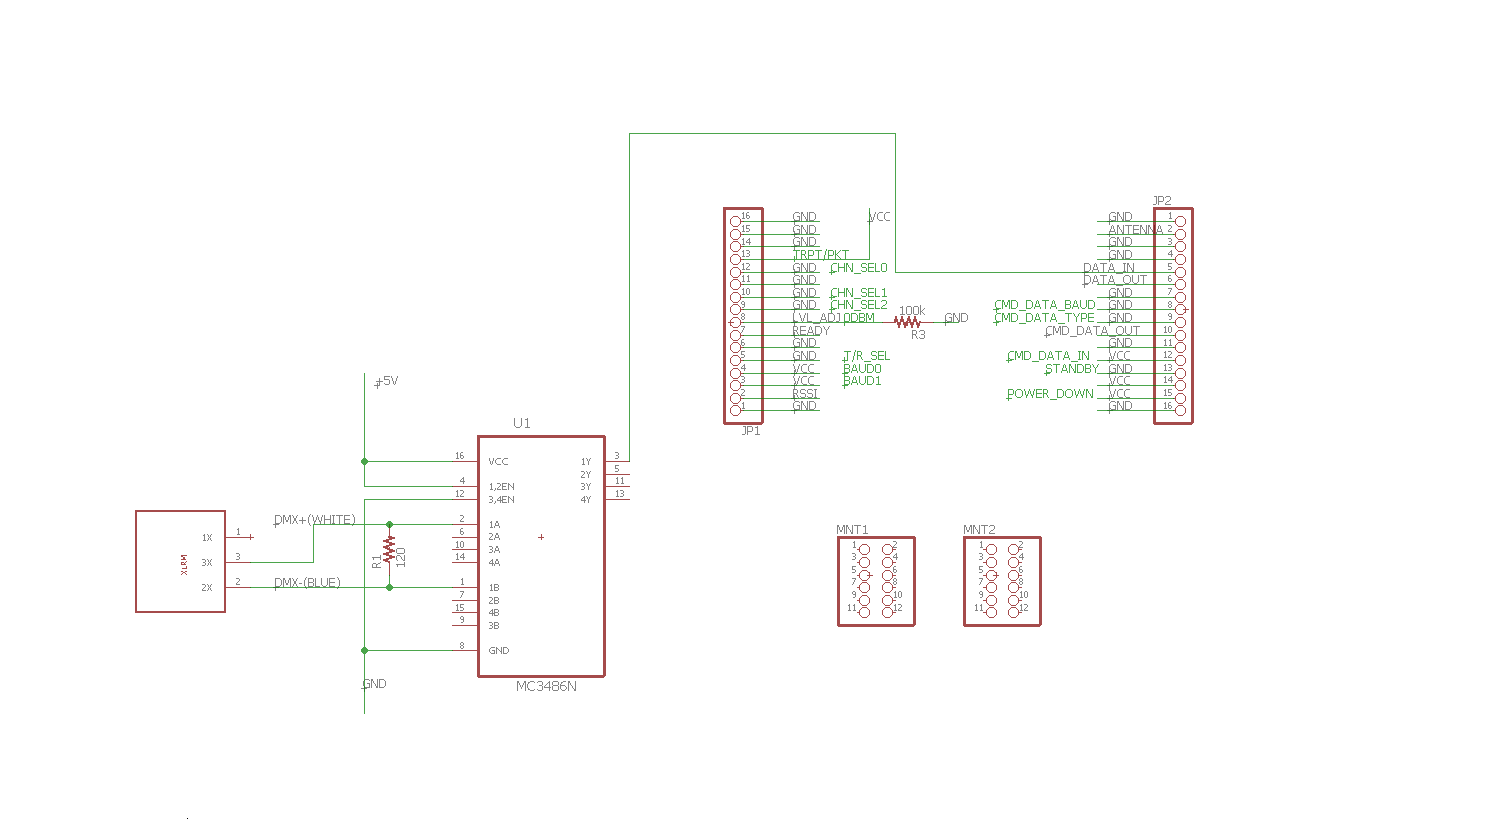 JP2
16 GND VCC GND 1
15 GND ANTENNA 2
14 GND GND 3
13 TRPT/PKT GND 4
12 GND CHN_SEL0 DATA_IN 5
11 GND DATA_OUT 6
10 GND CHN_SEL1 GND 7
9 GND CHN_SEL2 100k CMD_DATA_BAUD GND 8
8 LVL_ADJ10DBM GND CMD_DATA_TYPE GND 9
7 READY R3 CMD_DATA_OUT 10
6 GND GND 11
5 GND T/R_SEL CMD_DATA_IN VCC 12
4 VCC BAUD0 STANDBY GND 13
3 VCC BAUD1 VCC 14
2 RSSI POWER_DOWN VCC 15
1 GND GND 16
JP1
+5V
U1
16 VCC 1Y 3
2Y 5
4 1,2EN 3Y 11
12 3,4EN 4Y 13
DMX+(WHITE) 2 1A
1X 1 6 2A
10 3A
3X 3 14 4A
XLRM
R1 120
2X 2 DMX-(BLUE) 1 1B
7 2B
15 4B
9 3B
8 GND
GND
MC3486N
MNT1
1 2
3 4
5 6
7 8
9 10
11 12
MNT2
1 2
3 4
5 6
7 8
9 10
11 12